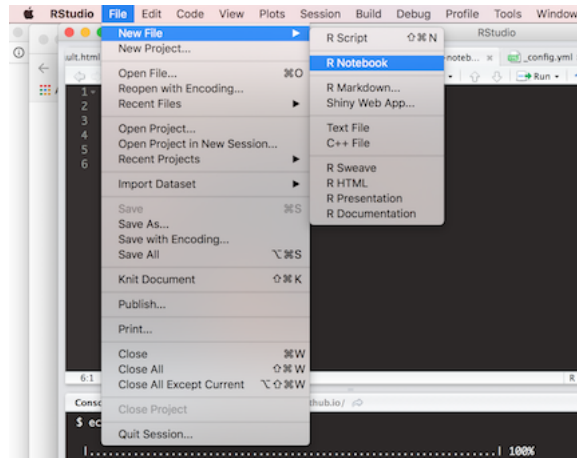 RStudio File Edit Code View Plots Session Build Debug Profile Tools Window
New File ▶
New Project...
Open File... ⌘O
Reopen with Encoding...
Recent Files ▶
Open Project...
Open Project in New Session...
Recent Projects ▶
Import Dataset ▶
Save ⌘S
Save As...
Save with Encoding...
Save All ⌥⌘S
Knit Document ⇧⌘K
Publish...
Print...
Close ⌘W
Close All ⇧⌘W
Close All Except Current ⌥⇧⌘W
Close Project
Quit Session...
R Script ⇧⌘N
R Notebook
R Markdown...
Shiny Web App...
Text File
C++ File
R Sweave
R HTML
R Presentation
R Documentation
RStudio
ult.html
-noteb... × _config.yml
Run
1
2
3
4
5
6
6:1 R
Conso thub.io/
$ ec
|................................................| 100%